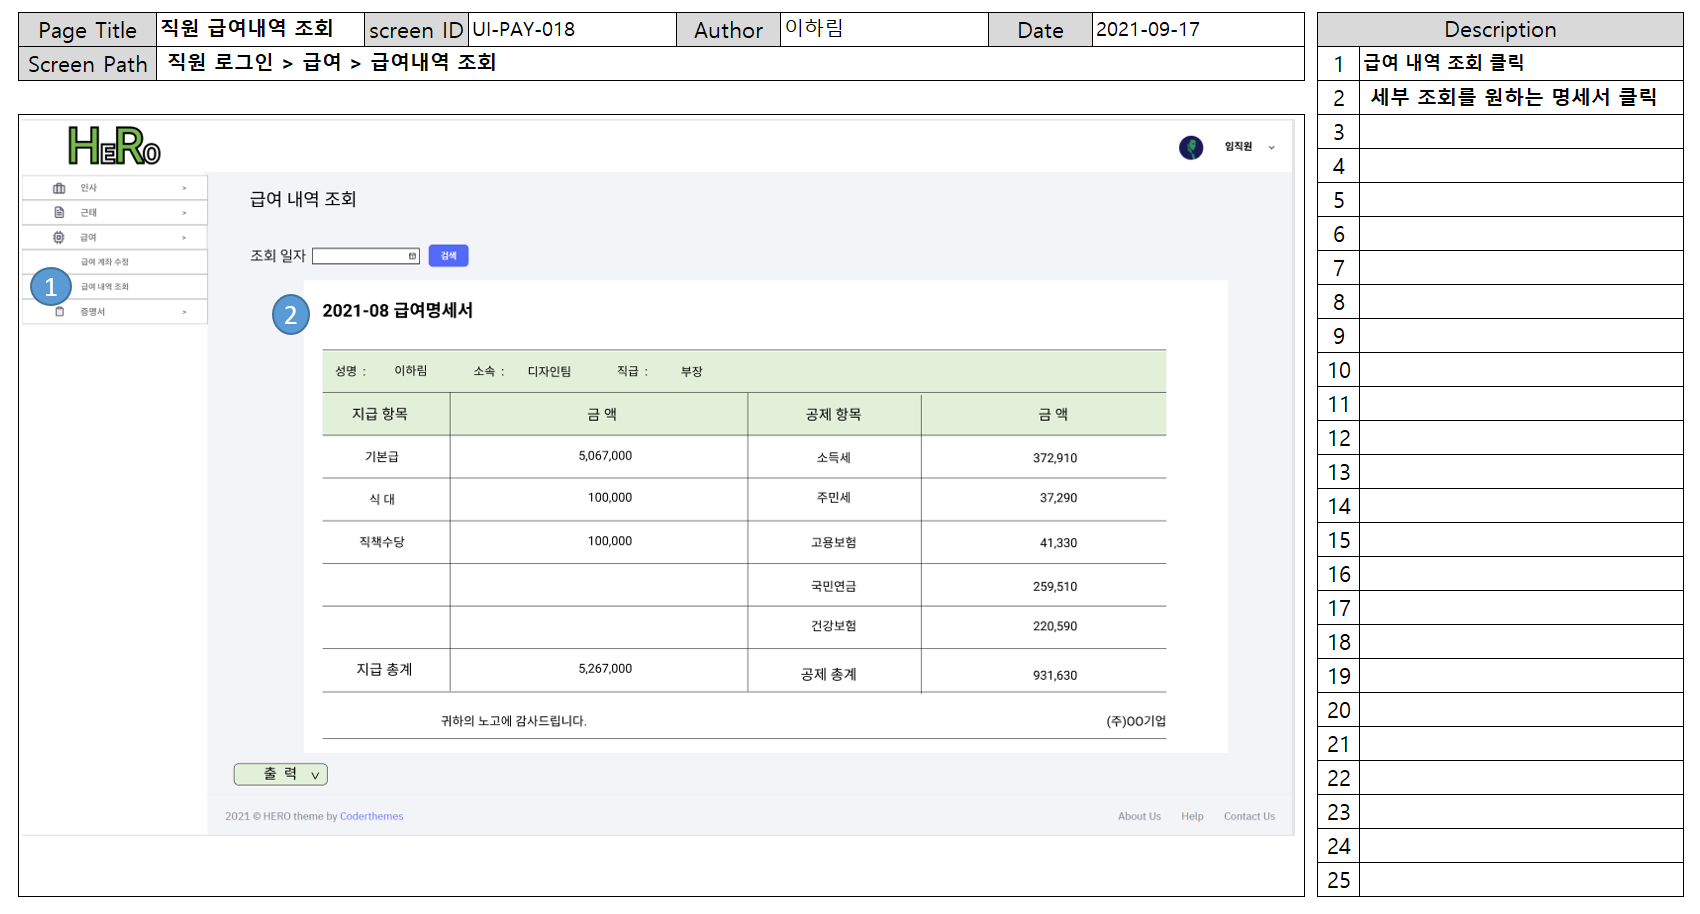 Page Title 직원 급여내역 조회 screen ID UI-PAY-018 Author 이하림 Date 2021-09-17
Screen Path 직원 로그인 > 급여 > 급여내역 조회
HeRo
임직원
인사 >
근태 >
급여 >
급여 계좌 수정
1 급여 내역 조회
증명서 >
급여 내역 조회
조회 일자 검색
2 2021-08 급여명세서
성명 : 이하림 소속 : 디자인팀 직급 : 부장
지급 항목 금 액 공제 항목 금 액
기본급 5,067,000 소득세 372,910
식 대 100,000 주민세 37,290
직책수당 100,000 고용보험 41,330
국민연금 259,510
건강보험 220,590
지급 총계 5,267,000 공제 총계 931,630
귀하의 노고에 감사드립니다. (주)OO기업
출 력 v
2021 © HERO theme by Coderthemes About Us Help Contact Us
Description
1 급여 내역 조회 클릭
2 세부 조회를 원하는 명세서 클릭
3
4
5
6
7
8
9
10
11
12
13
14
15
16
17
18
19
20
21
22
23
24
25